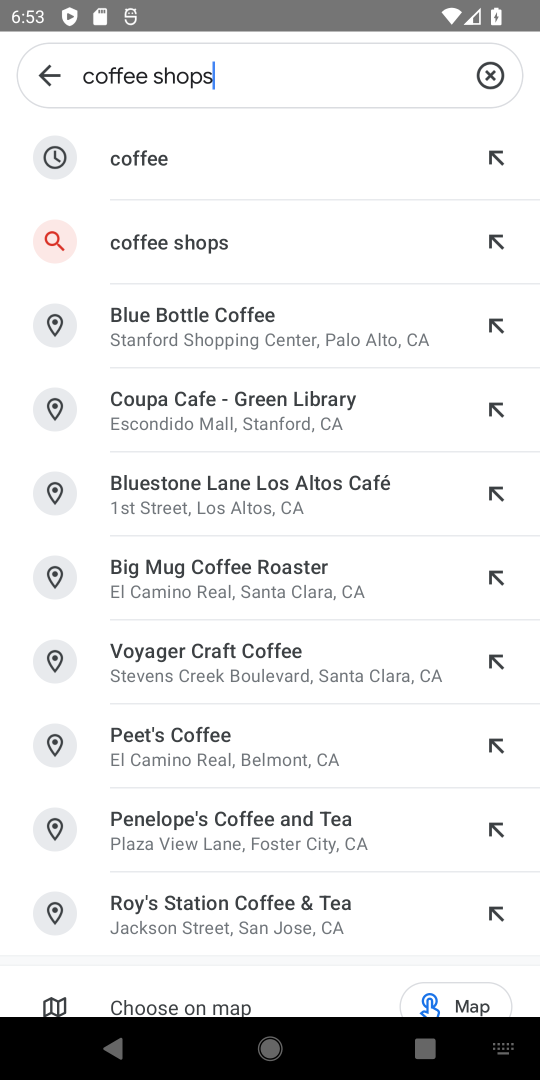 6:53
coffee shops
coffee
coffee shops
Blue Bottle Coffee
Stanford Shopping Center, Palo Alto, CA
Coupa Cafe - Green Library
Escondido Mall, Stanford, CA
Bluestone Lane Los Altos Café
1st Street, Los Altos, CA
Big Mug Coffee Roaster
El Camino Real, Santa Clara, CA
Voyager Craft Coffee
Stevens Creek Boulevard, Santa Clara, CA
Peet's Coffee
El Camino Real, Belmont, CA
Penelope's Coffee and Tea
Plaza View Lane, Foster City, CA
Roy's Station Coffee & Tea
Jackson Street, San Jose, CA
Choose on map Map